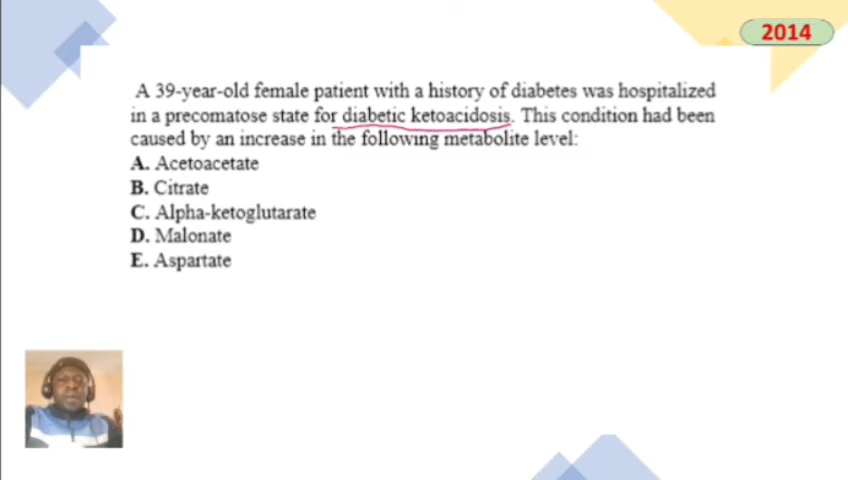 2014
A 39-year-old female patient with a history of diabetes was hospitalized
in a precomatose state for diabetic ketoacidosis. This condition had been
caused by an increase in the following metabolite level:
A. Acetoacetate
B. Citrate
C. Alpha-ketoglutarate
D. Malonate
E. Aspartate